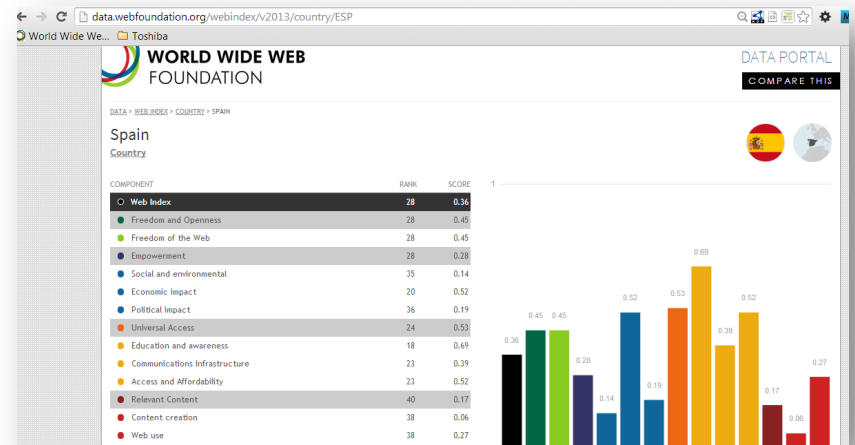 data.webfoundation.org/webindex/v2013/country/ESP
World Wide We... Toshiba
WORLD WIDE WEB
FOUNDATION
DATA PORTAL
COMPARE THIS
DATA > WEB INDEX > COUNTRY > SPAIN
Spain
Country
COMPONENT RANK SCORE
Web Index 28 0.36
Freedom and Openness 28 0.45
Freedom of the Web 28 0.45
Empowerment 28 0.28
Social and environmental 35 0.14
Economic impact 20 0.52
Political impact 36 0.19
Universal Access 24 0.53
Education and awareness 18 0.69
Communications Infrastructure 23 0.39
Access and Affordability 23 0.52
Relevant Content 40 0.17
Content creation 38 0.06
Web use 38 0.27
1
0.69
0.52 0.53 0.52
0.45 0.45
0.36 0.39
0.28 0.27
0.14 0.19 0.17
0.06